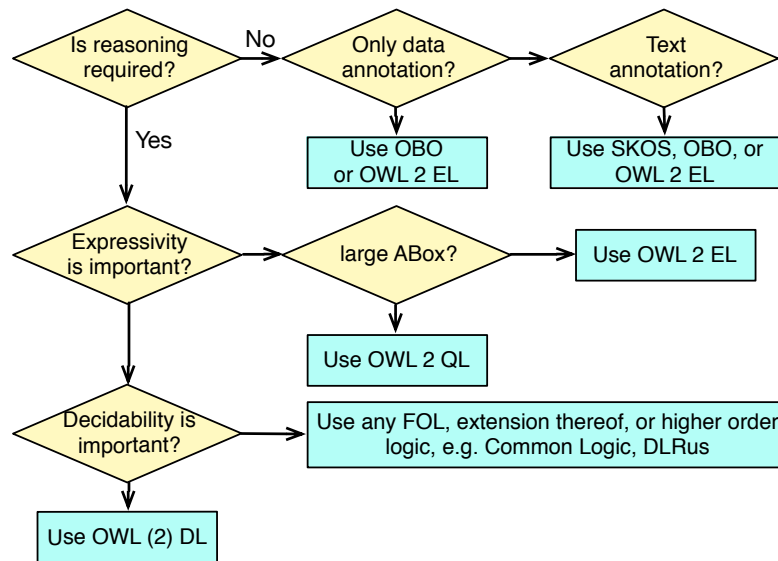 Is reasoning
required?
No
Only data
annotation?
Text
annotation?
Yes
Use OBO
or OWL 2 EL
Use SKOS, OBO, or
OWL 2 EL
Expressivity
is important?
large ABox?
Use OWL 2 EL
Use OWL 2 QL
Decidability is
important?
Use any FOL, extension thereof, or higher order
logic, e.g. Common Logic, DLRus
Use OWL (2) DL